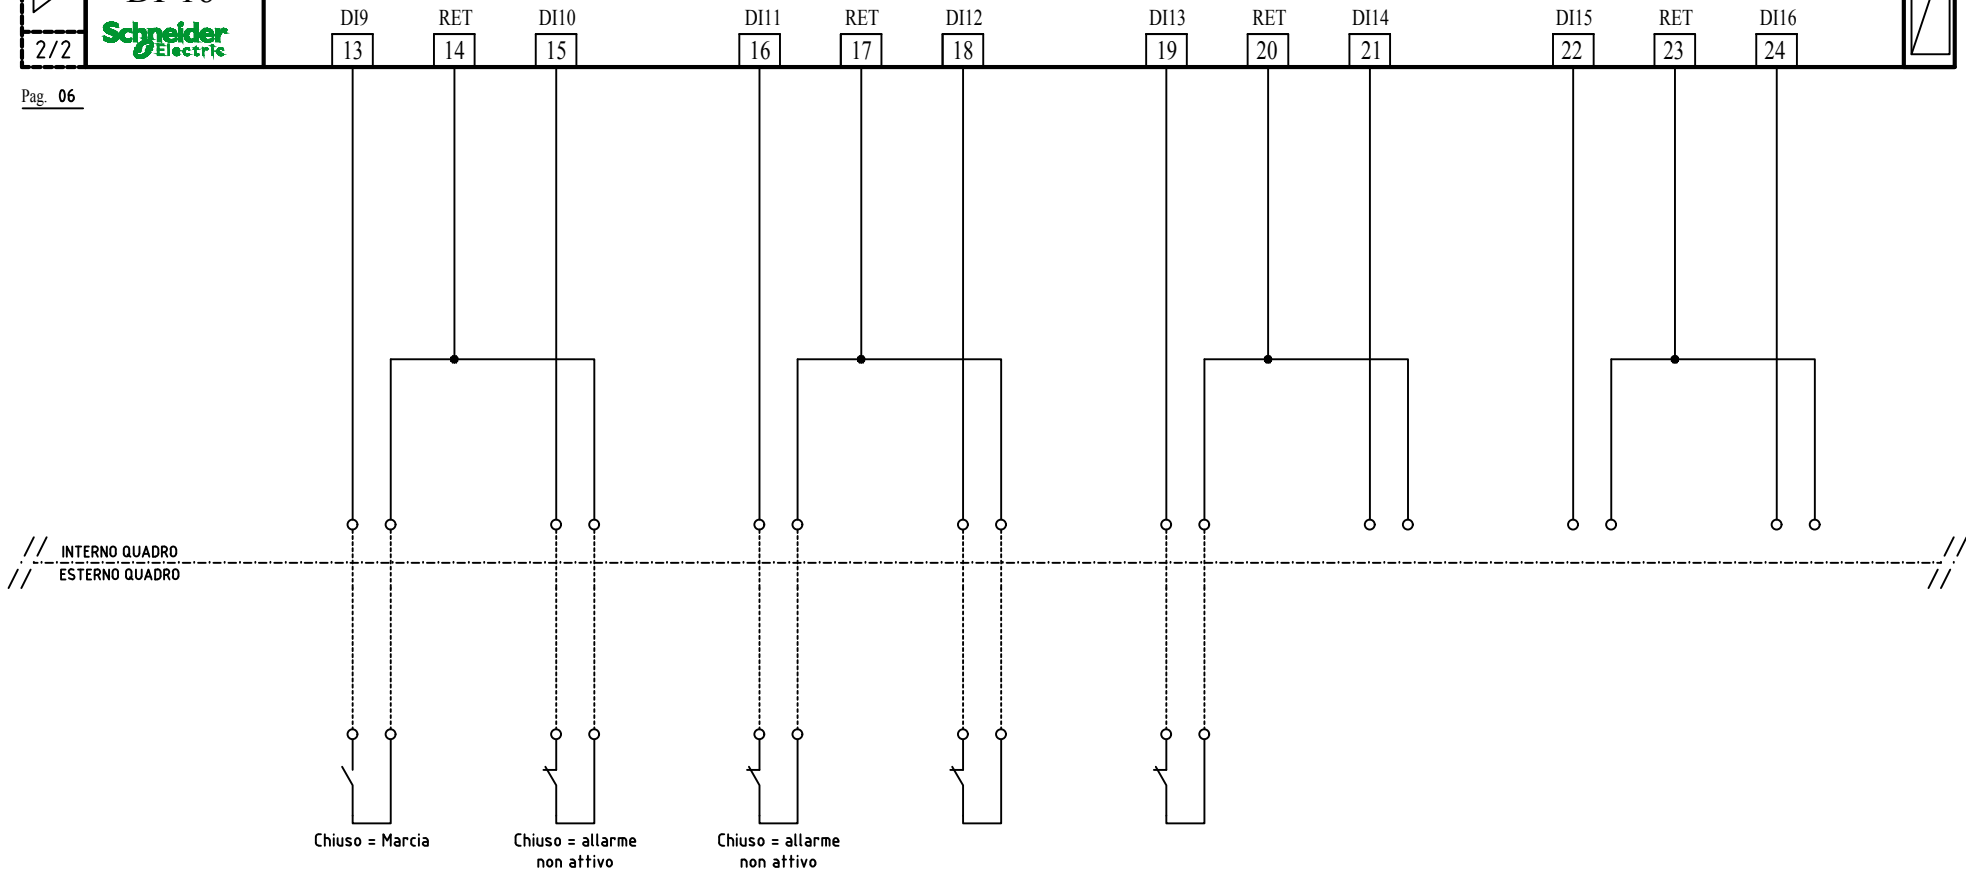 DI-16
Schneider
Electric
2/2
DI9 RET DI10 DI11 RET DI12 DI13 RET DI14 DI15 RET DI16
13 14 15 16 17 18 19 20 21 22 23 24
Pag. 06
INTERNO QUADRO
ESTERNO QUADRO
Chiuso = Marcia
Chiuso = allarme
non attivo
Chiuso = allarme
non attivo